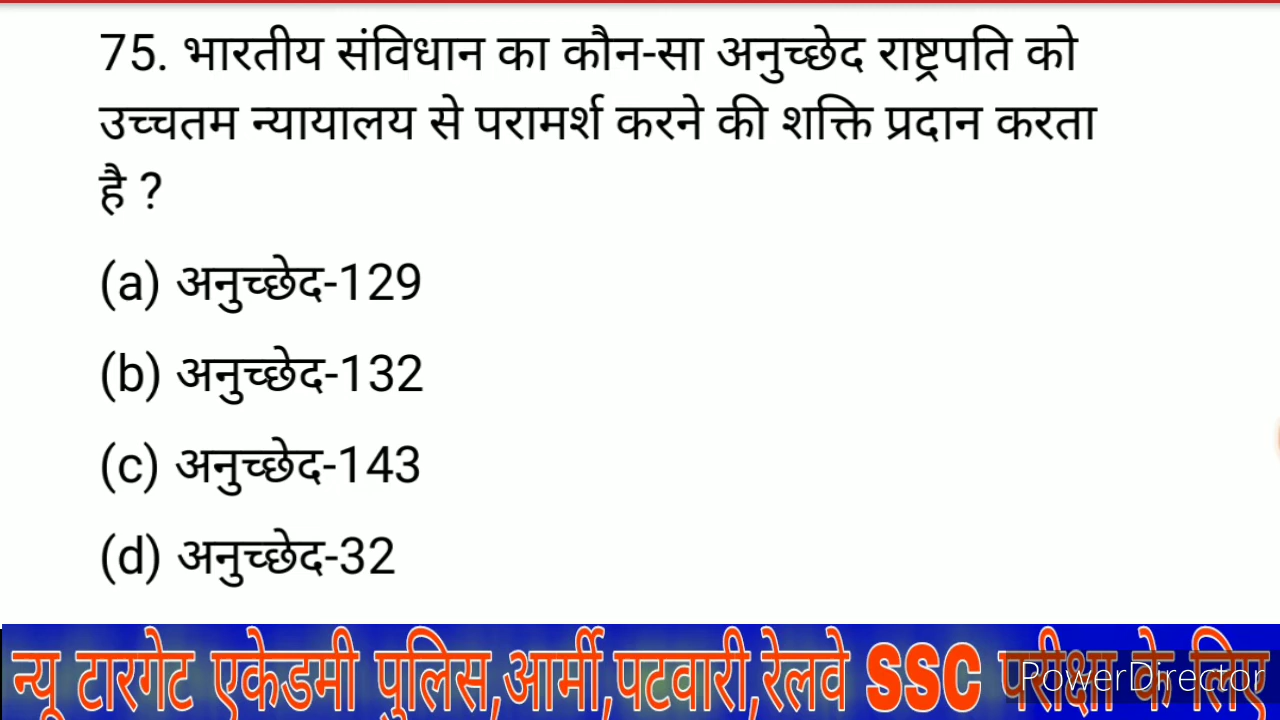 75. भारतीय संविधान का कौन-सा अनुच्छेद राष्ट्रपति को
उच्चतम न्यायालय से परामर्श करने की शक्ति प्रदान करता
है ?
(a) अनुच्छेद-129
(b) अनुच्छेद-132
(c) अनुच्छेद-143
(d) अनुच्छेद-32
न्यू टारगेट एकेडमी पुलिस,आर्मी,पटवारी,रेलवे SSC परीक्षा के लिए
PowerDirector